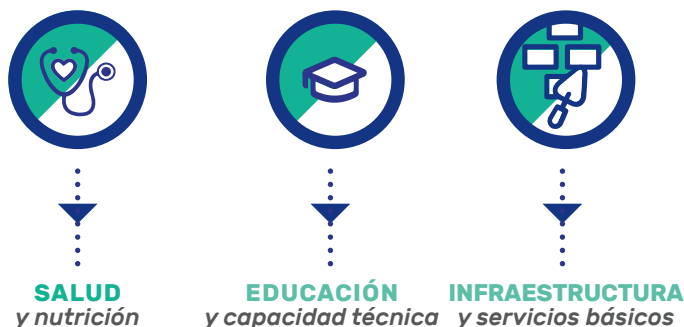 SALUD
y nutrición
EDUCACIÓN
y capacidad técnica
INFRAESTRUCTURA
y servicios básicos